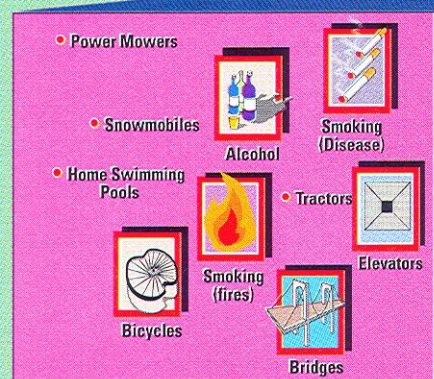 Power Mowers
Snowmobiles
Alcohol
Smoking
(Disease)
Home Swimming
Pools
Tractors
Smoking
(fires)
Elevators
Bicycles
Bridges